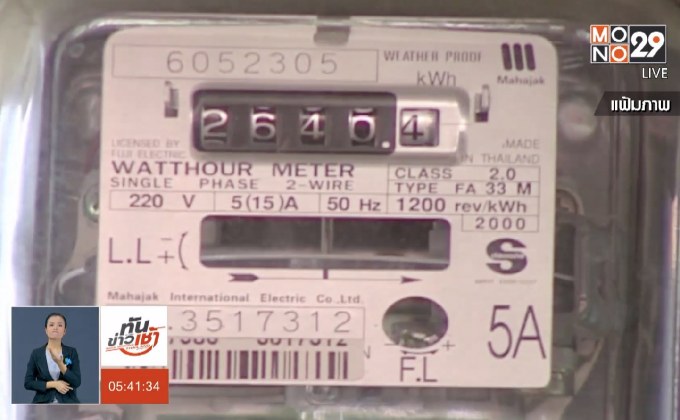 MONO29
LIVE
แฟ้มภาพ
6052305
WEATHER PROOF
kWh
Mahajak
2640.4
LICENSED BY
FUJI ELECTRIC
MADE
IN THAILAND
WATTHOUR METER
SINGLE PHASE 2-WIRE
CLASS 2.0
TYPE FA 33 M
220 V 5(15)A 50 Hz 1200 rev/kWh
2000
L.L
+
-
S
Mahajak International Electric Co.,Ltd.
.3517312
5A
F.L
ทันข่าวเช้า
05:41:34